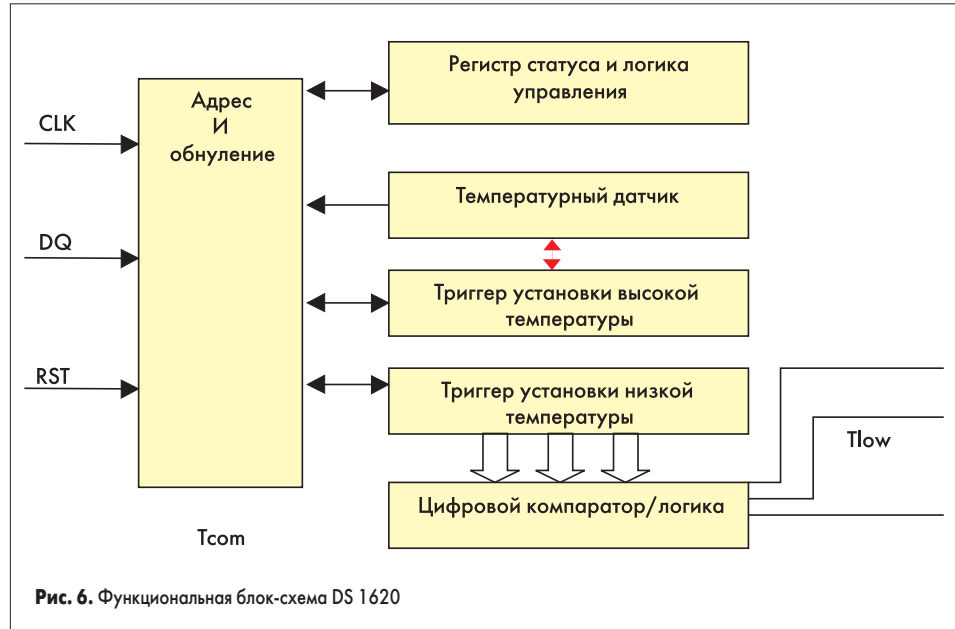 CLK
DQ
RST
Адрес
И
обнуление
Регистр статуса и логика
управления
Температурный датчик
Триггер установки высокой
температуры
Триггер установки низкой
температуры
Цифровой компаратор/логика
Tlow
Tcom
Рис. 6. Функциональная блок-схема DS 1620